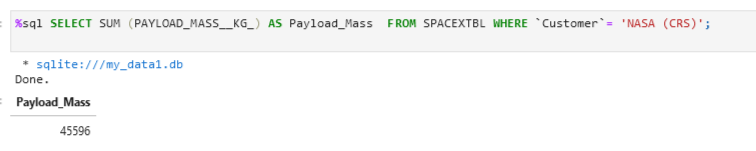 %sql SELECT SUM (PAYLOAD_MASS__KG_) AS Payload_Mass  FROM SPACEXTBL WHERE `Customer`= 'NASA (CRS)';
* sqlite:///my_data1.db
Done.
Payload_Mass
45596